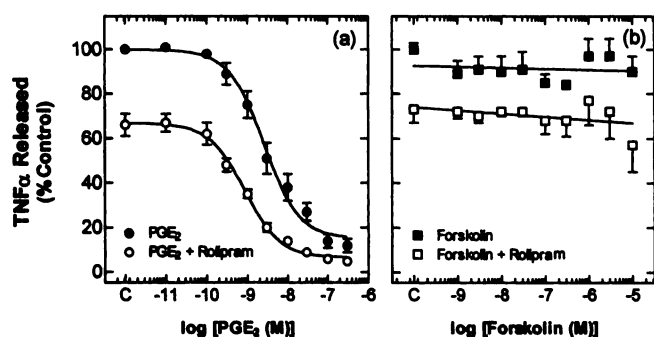 TNFα Released
(%Control)
(a)
100
80
60
40
20
0
PGE₂
PGE₂ + Rolipram
C -11 -10 -9 -8 -7 -6
log [PGE₂ (M)]
(b)
Forskolin
Forskolin + Rolipram
C -9 -8 -7 -6 -5
log [Forskolin (M)]